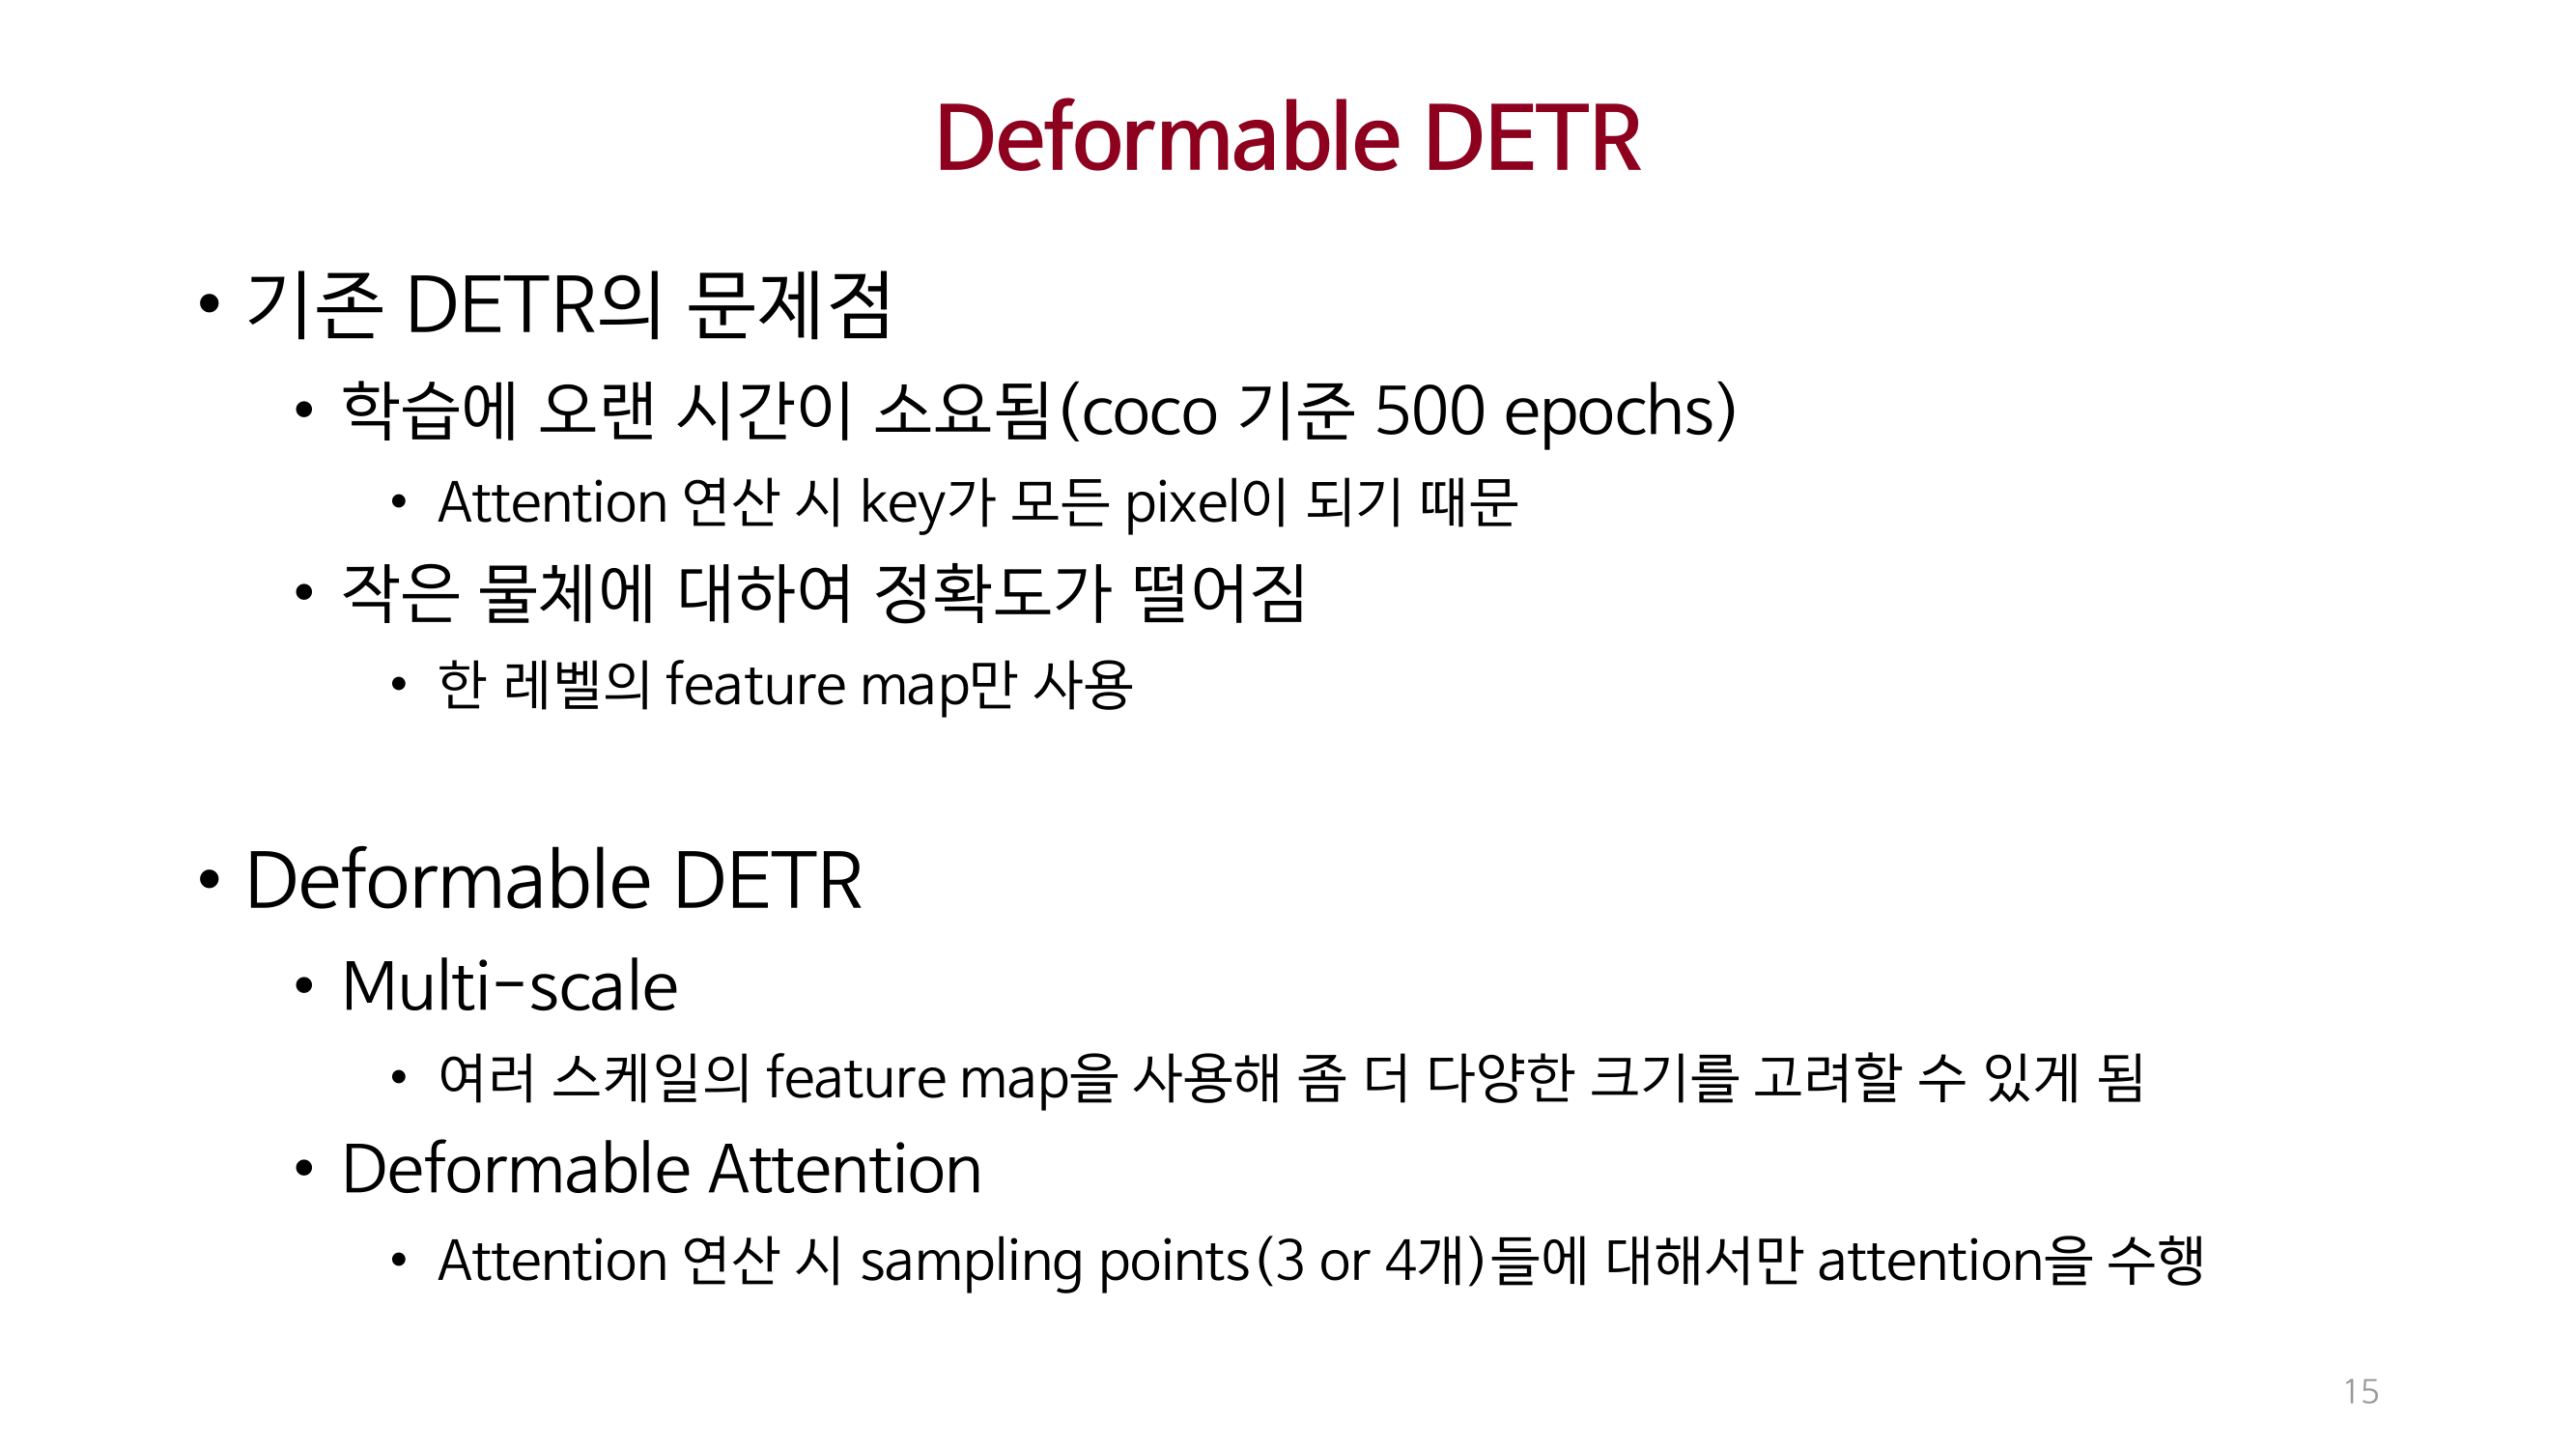 Deformable DETR
• 기존 DETR의 문제점
• 학습에 오랜 시간이 소요됨(coco 기준 500 epochs)
• Attention 연산 시 key가 모든 pixel이 되기 때문
• 작은 물체에 대하여 정확도가 떨어짐
• 한 레벨의 feature map만 사용
• Deformable DETR
• Multi-scale
• 여러 스케일의 feature map을 사용해 좀 더 다양한 크기를 고려할 수 있게 됨
• Deformable Attention
• Attention 연산 시 sampling points(3 or 4개)들에 대해서만 attention을 수행
15